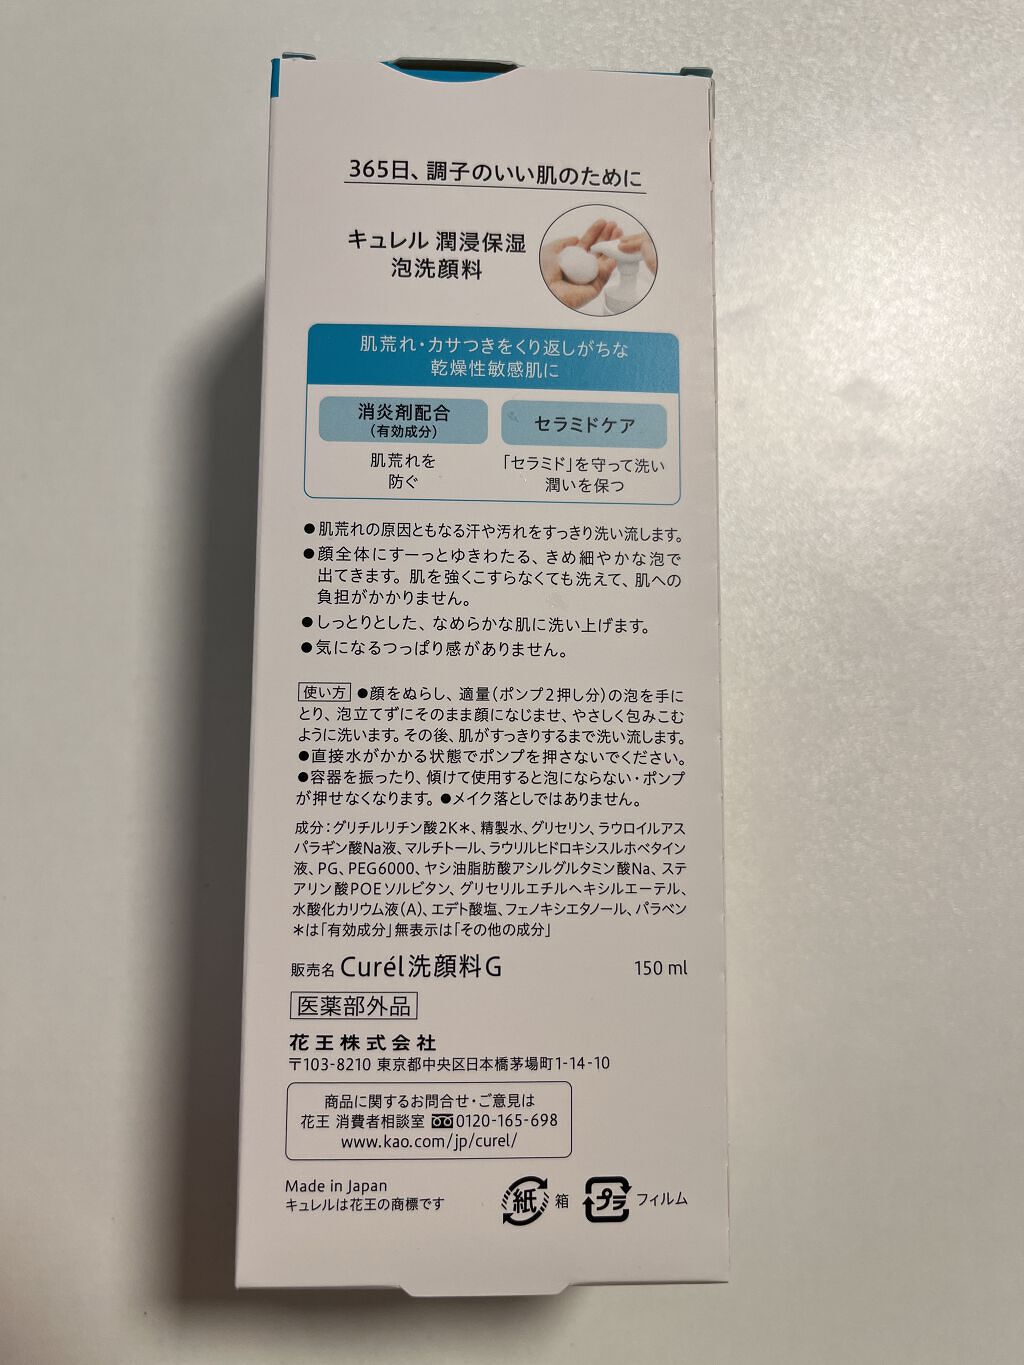 365日、調子のいい肌のために
キュレル 潤浸保湿
泡洗顔料
肌荒れ・カサつきをくり返しがちな
乾燥性敏感肌に
消炎剤配合
(有効成分)
セラミドケア
肌荒れを
防ぐ
「セラミド」を守って洗い
潤いを保つ
●肌荒れの原因ともなる汗や汚れをすっきり洗い流します。
●顔全体にすーっとゆきわたる、きめ細やかな泡で
出てきます。肌を強くこすらなくても洗えて、肌への
負担がかかりません。
●しっとりとした、なめらかな肌に洗い上げます。
●気になるつっぱり感がありません。
使い方 ●顔をぬらし、適量(ポンプ2押し分)の泡を手に
とり、泡立てずにそのまま顔になじませ、やさしく包みこむ
ように洗います。その後、肌がすっきりするまで洗い流します。
●直接水がかかる状態でポンプを押さないでください。
●容器を振ったり、傾けて使用すると泡にならない・ポンプ
が押せなくなります。●メイク落としではありません。
成分:グリチルリチン酸2K*、精製水、グリセリン、ラウロイルアス
パラギン酸Na液、マルチトール、ラウリルヒドロキシスルホベタイン
液、PG、PEG6000、ヤシ油脂肪酸アシルグルタミン酸Na、ステ
アリン酸POEソルビタン、グリセリルエチルヘキシルエーテル、
水酸化カリウム液(A)、エデト酸塩、フェノキシエタノール、パラベン
*は「有効成分」無表示は「その他の成分」
販売名 Curél洗顔料G 150 ml
医薬部外品
花王株式会社
〒103-8210 東京都中央区日本橋茅場町1-14-10
商品に関するお問合せ・ご意見は
花王 消費者相談室 0120-165-698
www.kao.com/jp/curel/
Made in Japan
キュレルは花王の商標です
紙 箱 プラ フィルム